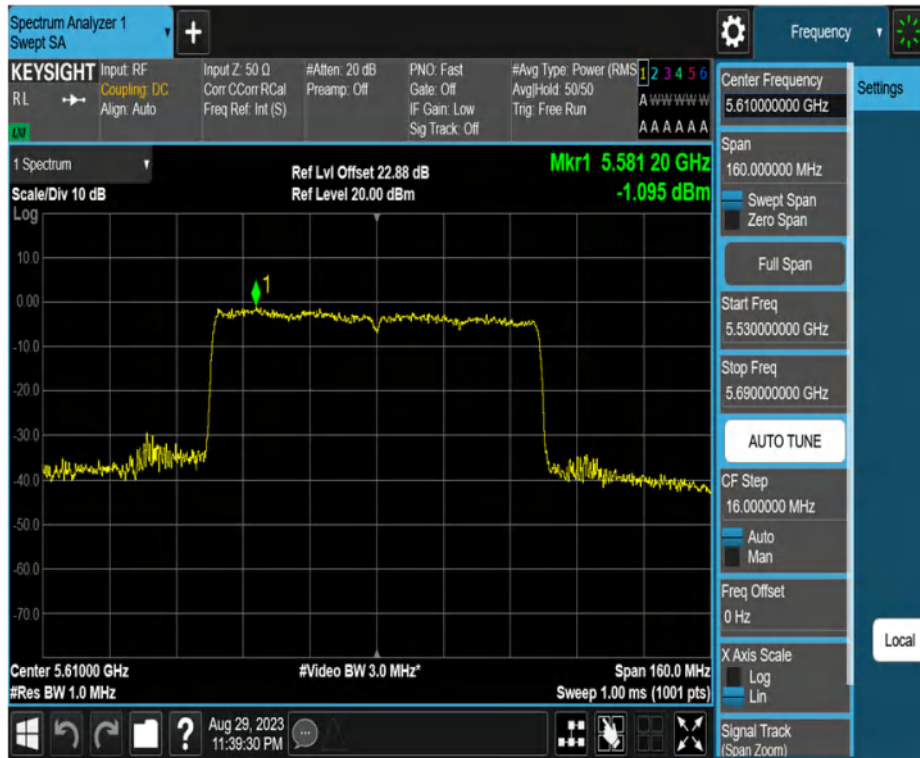 Spectrum Analyzer 1
Swept SA
+
Frequency
KEYSIGHT
RL
LNI
Input: RF
Coupling: DC
Align: Auto
Input Z: 50 Ω
Corr CCorr RCal
Freq Ref: Int (S)
#Atten: 20 dB
Preamp: Off
PNO: Fast
Gate: Off
IF Gain: Low
Sig Track: Off
#Avg Type: Power (RMS
Avg|Hold: 50/50
Trig: Free Run
1 2 3 4 5 6
A W W W W W
A A A A A A
1 Spectrum
Scale/Div 10 dB
Ref Lvl Offset 22.88 dB
Ref Level 20.00 dBm
Mkr1 5.581 20 GHz
-1.095 dBm
Log
10.0
0.00
-10.0
-20.0
-30.0
-40.0
-50.0
-60.0
-70.0
1
Center 5.61000 GHz
#Res BW 1.0 MHz
#Video BW 3.0 MHz*
Span 160.0 MHz
Sweep 1.00 ms (1001 pts)
Center Frequency
5.610000000 GHz
Settings
Span
160.000000 MHz
Swept Span
Zero Span
Full Span
Start Freq
5.530000000 GHz
Stop Freq
5.690000000 GHz
AUTO TUNE
CF Step
16.000000 MHz
Auto
Man
Freq Offset
0 Hz
X Axis Scale
Log
Lin
Signal Track
(Span Zoom)
Local
?
Aug 29, 2023
11:39:30 PM